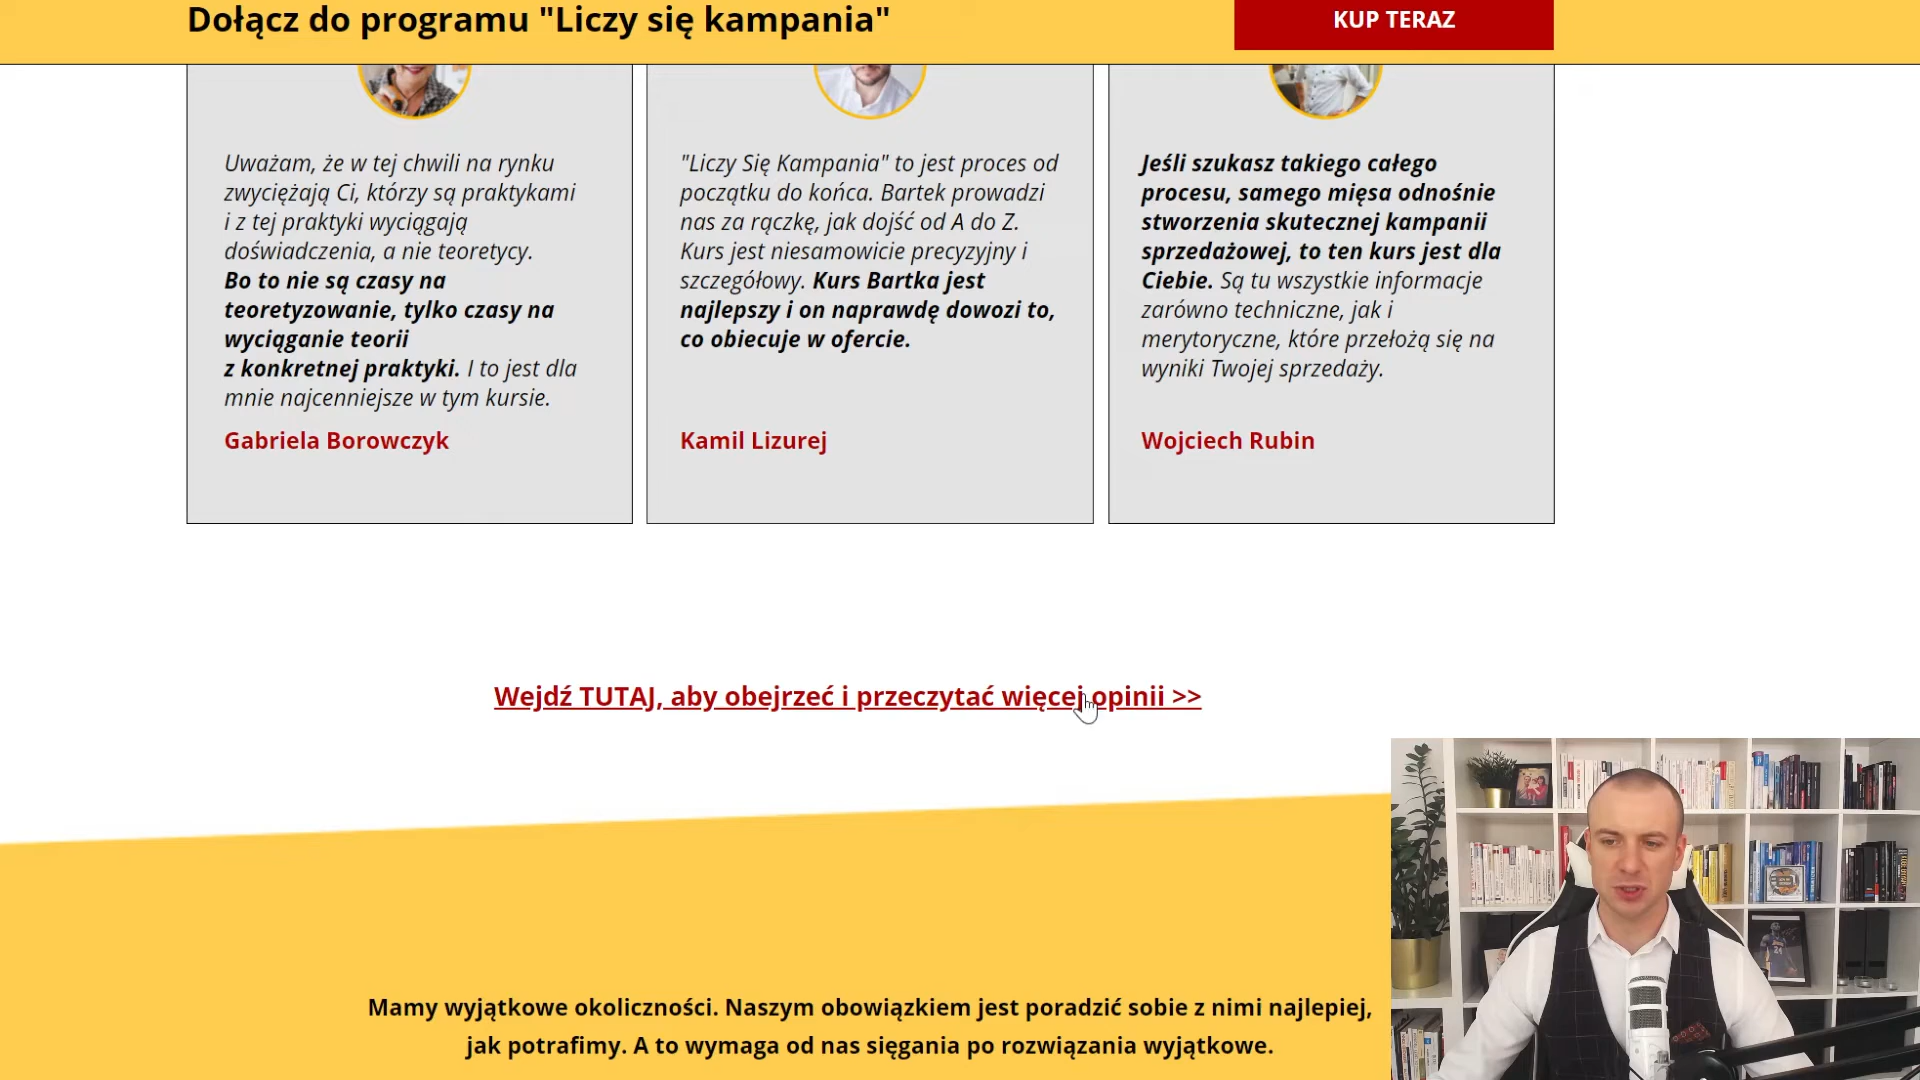 Dołącz do programu "Liczy się kampania"
KUP TERAZ
Uważam, że w tej chwili na rynku
zwyciężają Ci, którzy są praktykami
i z tej praktyki wyciągają
doświadczenia, a nie teoretycy.
Bo to nie są czasy na
teoretyzowanie, tylko czasy na
wyciąganie teorii
z konkretnej praktyki. I to jest dla
mnie najcenniejsze w tym kursie.
Gabriela Borowczyk
"Liczy Się Kampania" to jest proces od
początku do końca. Bartek prowadzi
nas za rączkę, jak dojść od A do Z.
Kurs jest niesamowicie precyzyjny i
szczegółowy. Kurs Bartka jest
najlepszy i on naprawdę dowozi to,
co obiecuje w ofercie.
Kamil Lizurej
Jeśli szukasz takiego całego
procesu, samego mięsa odnośnie
stworzenia skutecznej kampanii
sprzedażowej, to ten kurs jest dla
Ciebie. Są tu wszystkie informacje
zarówno techniczne, jak i
merytoryczne, które przełożą się na
wyniki Twojej sprzedaży.
Wojciech Rubin
Wejdź TUTAJ, aby obejrzeć i przeczytać więcej opinii >>
Mamy wyjątkowe okoliczności. Naszym obowiązkiem jest poradzić sobie z nimi najlepiej,
jak potrafimy. A to wymaga od nas sięgania po rozwiązania wyjątkowe.